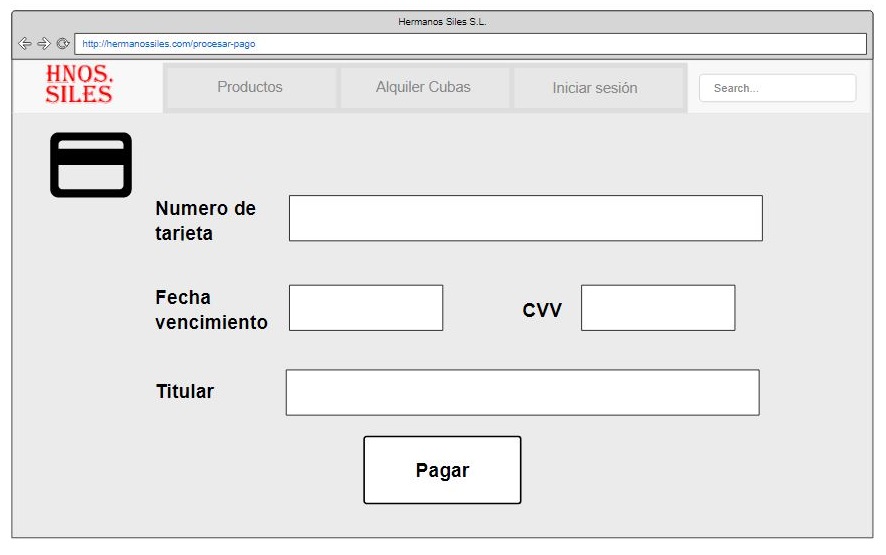 Hermanos Siles S.L.
http://hermanossiles.com/procesar-pago
HNOS.
SILES
Productos
Alquiler Cubas
Iniciar sesión
Search...
Numero de
tarjeta
Fecha
vencimiento
CVV
Titular
Pagar